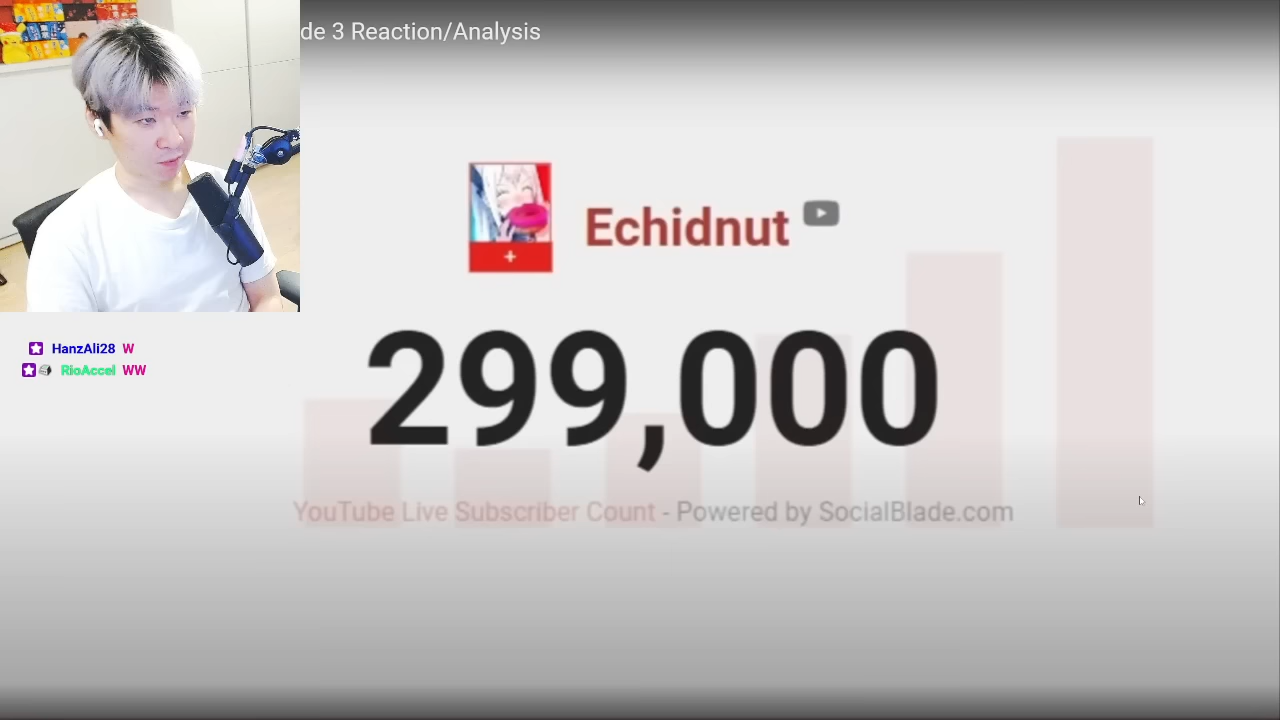 de 3 Reaction/Analysis
Echidnut
+
299,000
YouTube Live Subscriber Count - Powered by SocialBlade.com
HanzAli28 W
RioAccel WW